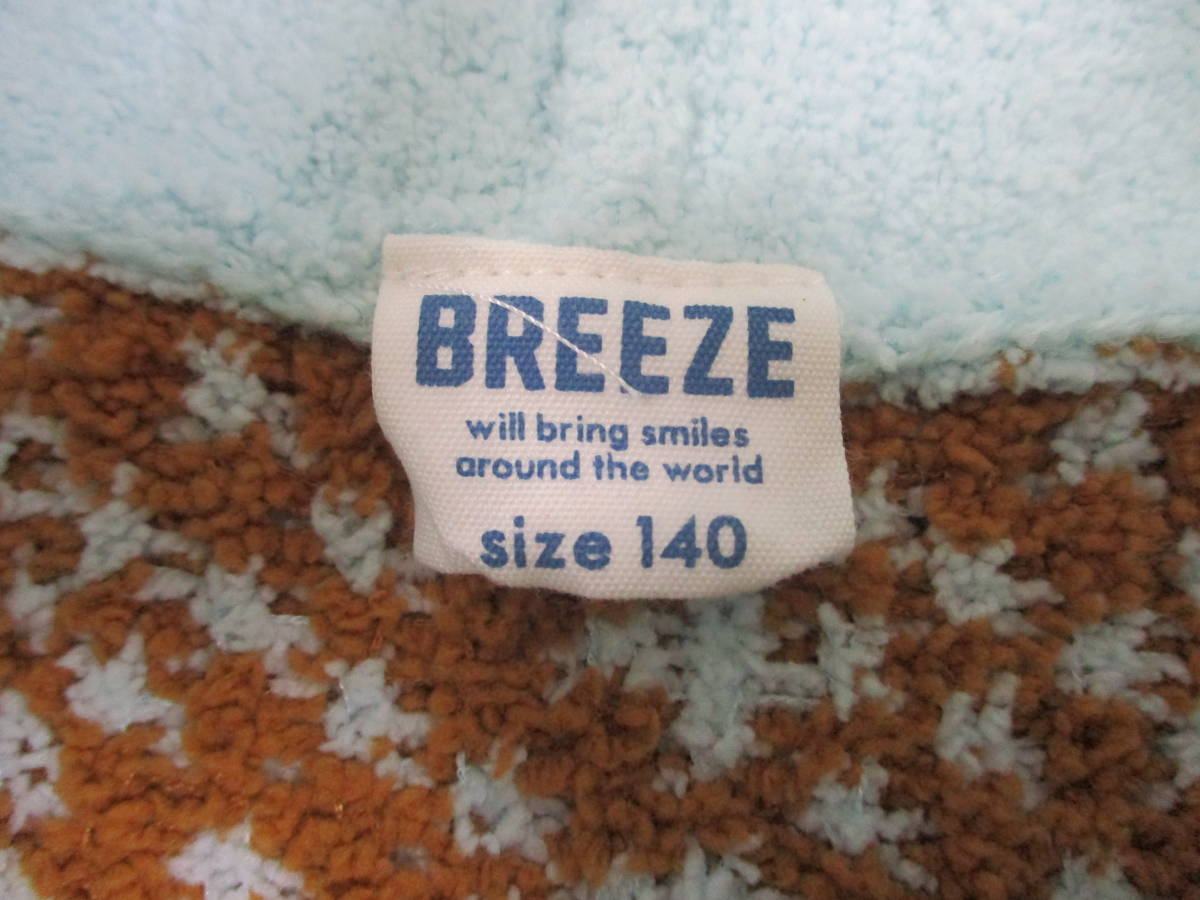 BREEZE
will bring smiles
around the world
size 140